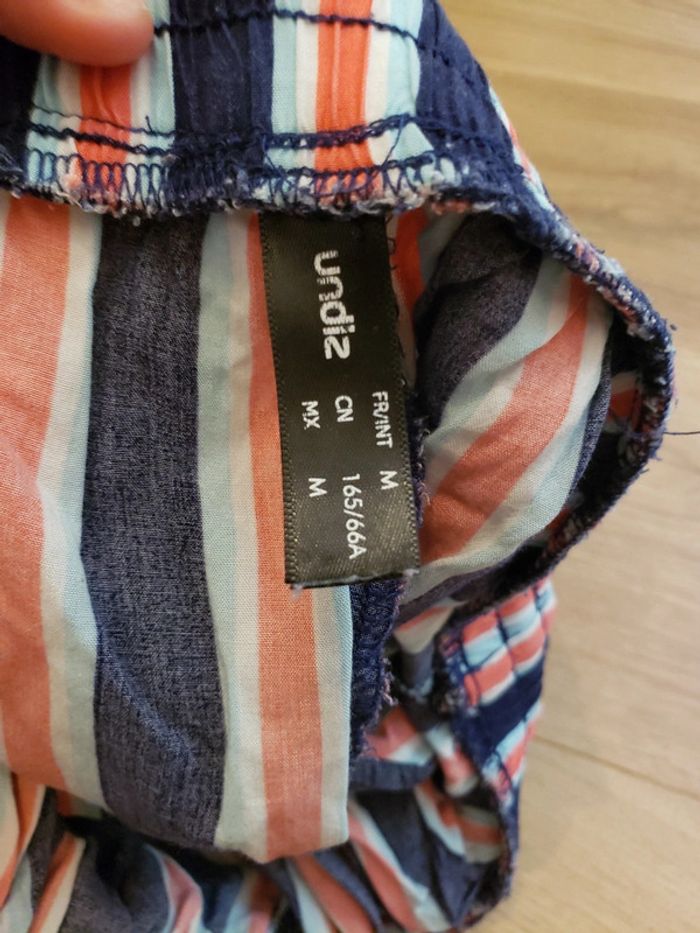 undiz
FR/INT M
CN 165/66A
MX M